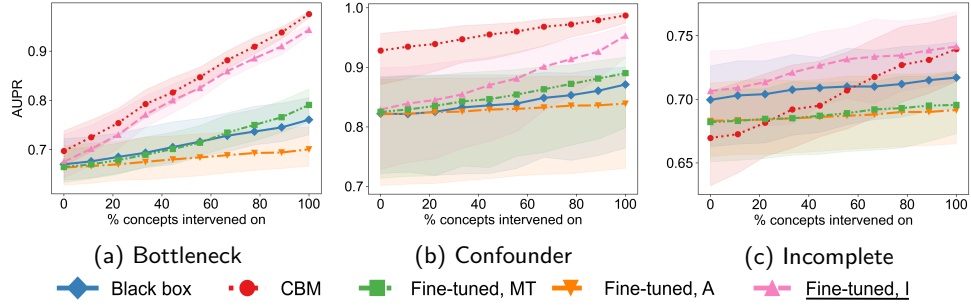 AUPR
0.9
0.8
0.7
0 20 40 60 80 100
% concepts intervened on
(a) Bottleneck
1.0
0.9
0.8
0.7
0 20 40 60 80 100
% concepts intervened on
(b) Confounder
0.75
0.70
0.65
0 20 40 60 80 100
% concepts intervened on
(c) Incomplete
Black box CBM Fine-tuned, MT Fine-tuned, A Fine-tuned, I